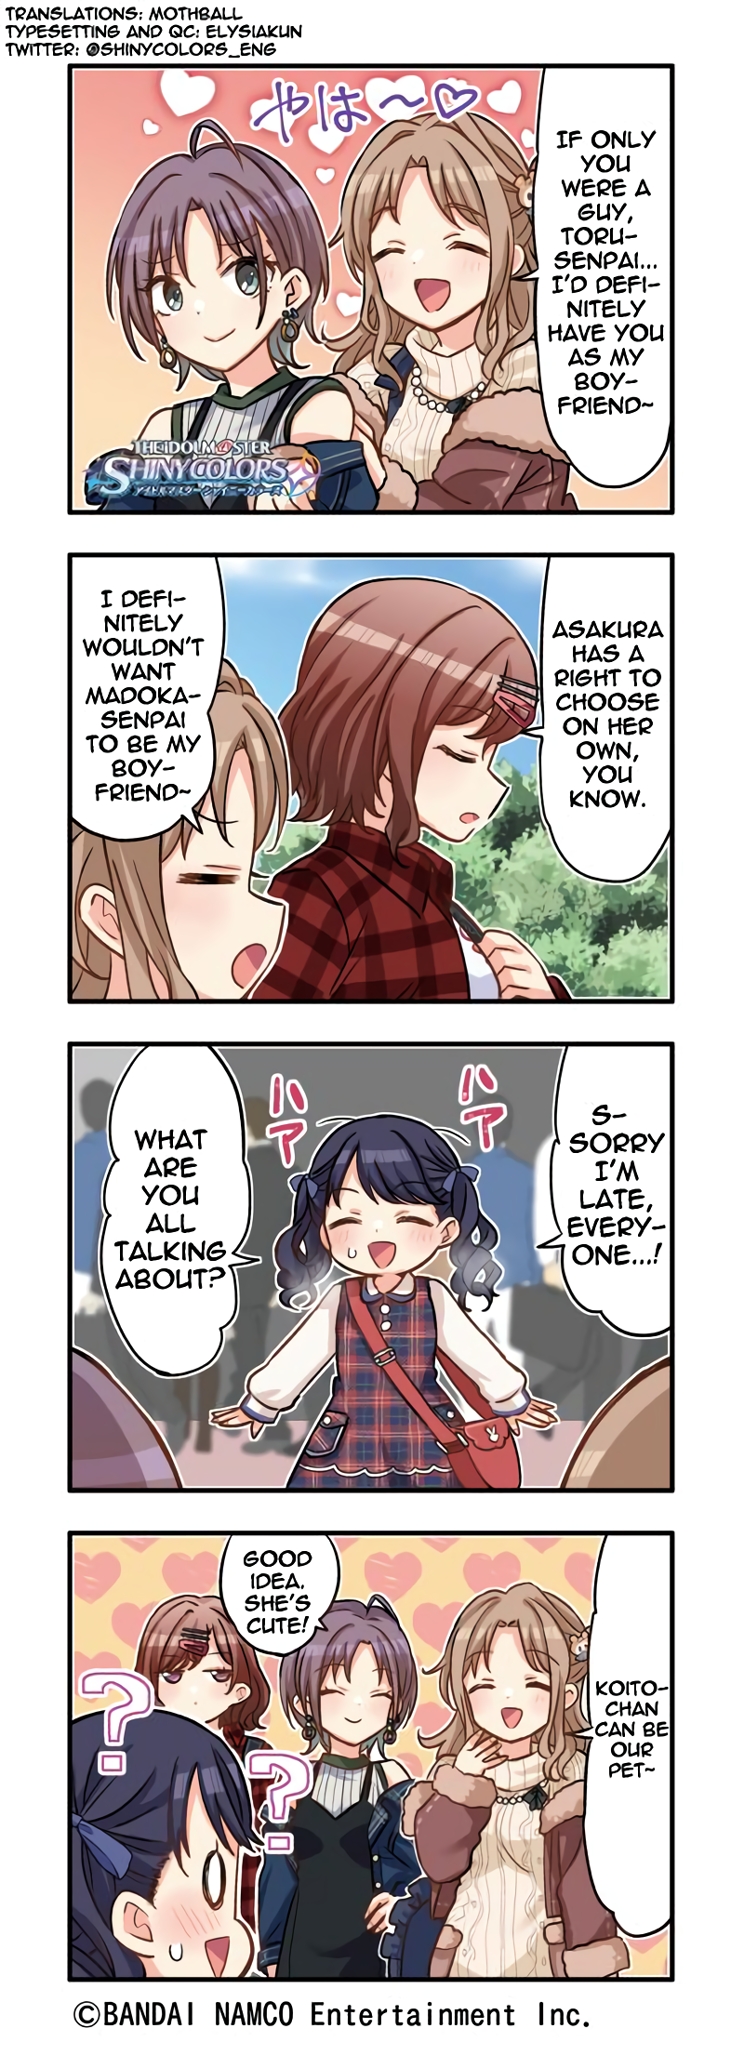 TRANSLATIONS: MOTHBALL
TYPESETTING AND QC: ELYSIAKUN
TWITTER: @SHINYCOLORS_ENG
やは〜♡
IF ONLY
YOU
WERE A
GUY,
TORU-
SENPAI...
I'D DEFI-
NITELY
HAVE YOU
AS MY
BOY-
FRIEND~
THE IDOLM@STER
SHINYCOLORS
アイドルマスターシャイニーカラーズ
ASAKURA
HAS A
RIGHT TO
CHOOSE
ON HER
OWN,
YOU
KNOW.
I DEFI-
NITELY
WOULDN'T
WANT
MADOKA-
SENPAI
TO BE MY
BOY-
FRIEND~
S-
SORRY
I'M
LATE,
EVERY-
ONE...!
ハア
ハア
WHAT
ARE
YOU
ALL
TALKING
ABOUT?
KOITO-
CHAN
CAN BE
OUR
PET~
GOOD
IDEA.
SHE'S
CUTE!
?
?
©BANDAI NAMCO Entertainment Inc.